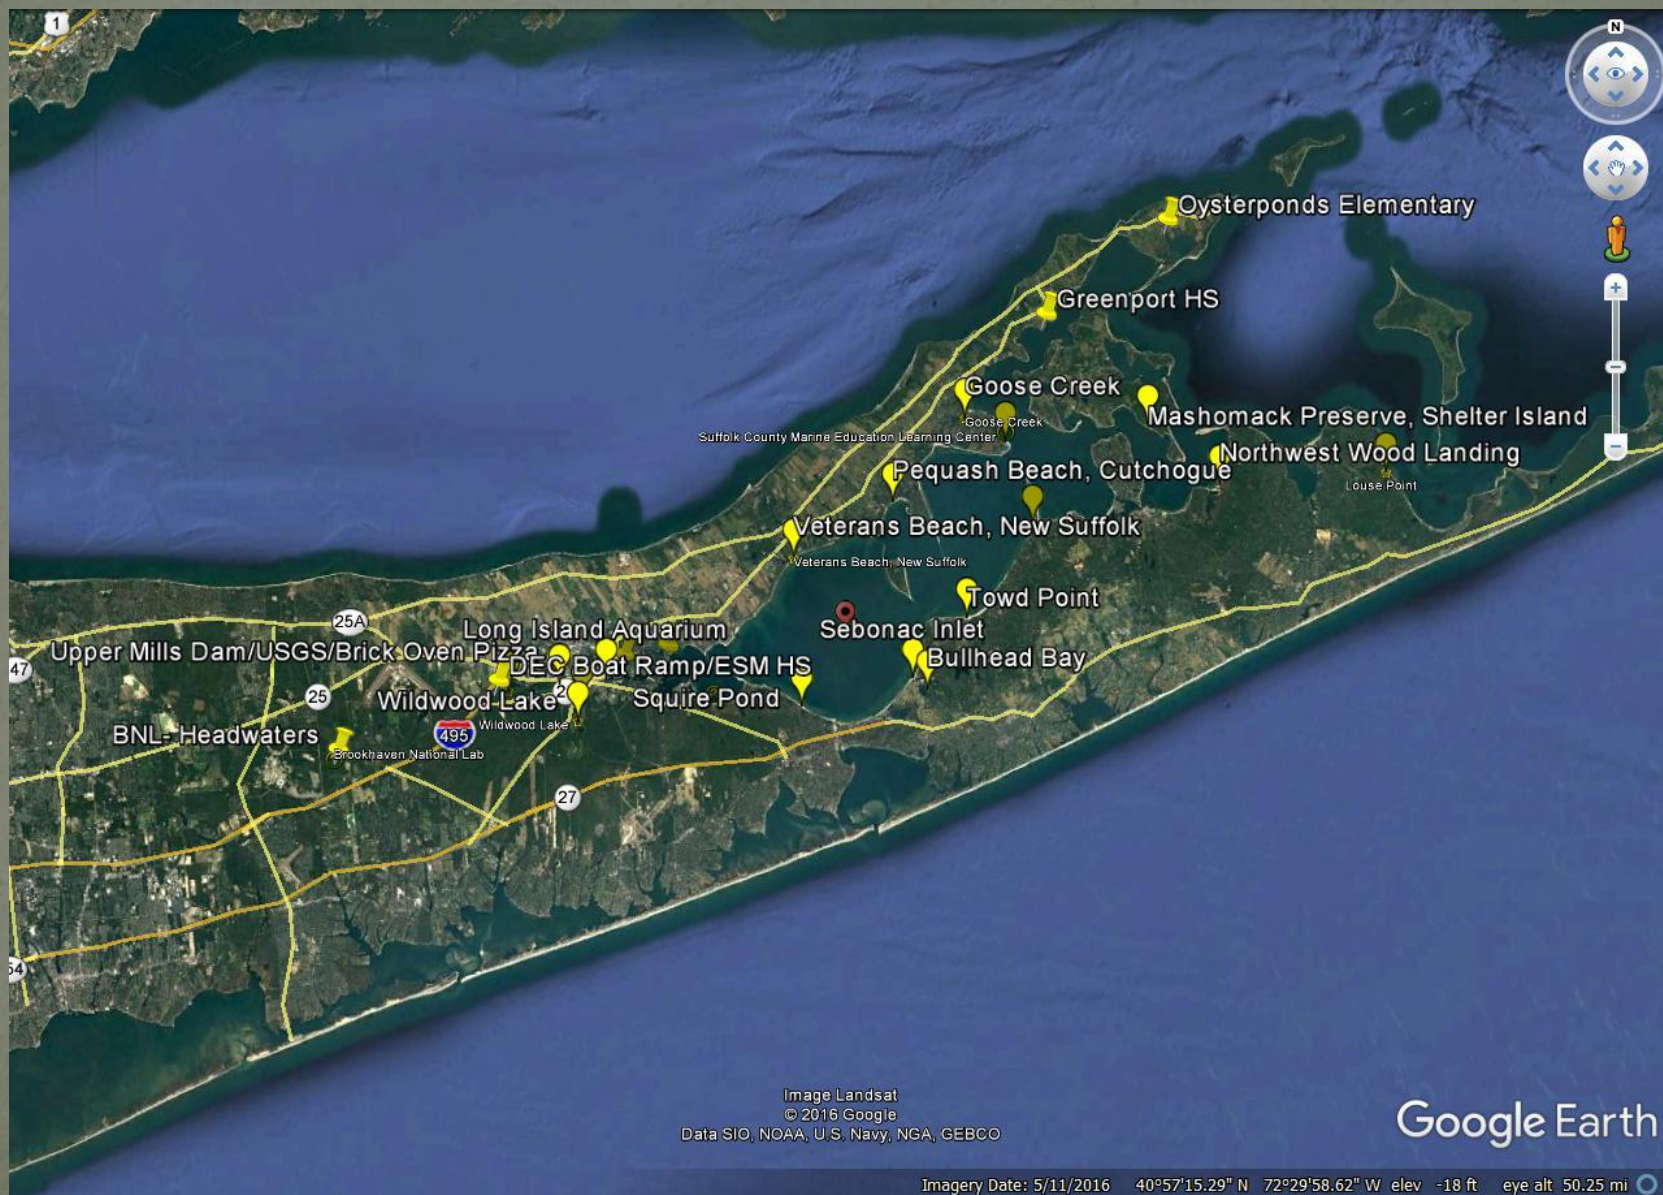 1
N
Oysterponds Elementary
Greenport HS
Goose Creek
Goose Creek
Mashomack Preserve, Shelter Island
Suffolk County Marine Education Learning Center
Northwest Wood Landing
Pequash Beach, Cutchogue
Louse Point
Veterans Beach, New Suffolk
Veterans Beach, New Suffolk
Towd Point
25A
Long Island Aquarium
Sebonac Inlet
Upper Mills Dam/USGS/Brick Oven Pizza
47
DEC Boat Ramp/ESM HS
Bullhead Bay
25
Wildwood Lake
2
Squire Pond
Wildwood Lake
BNL- Headwaters
495
Brookhaven National Lab
27
54
Image Landsat
© 2016 Google
Data SIO, NOAA, U.S. Navy, NGA, GEBCO
Google Earth
Imagery Date: 5/11/2016 40°57'15.29" N 72°29'58.62" W elev -18 ft eye alt 50.25 mi